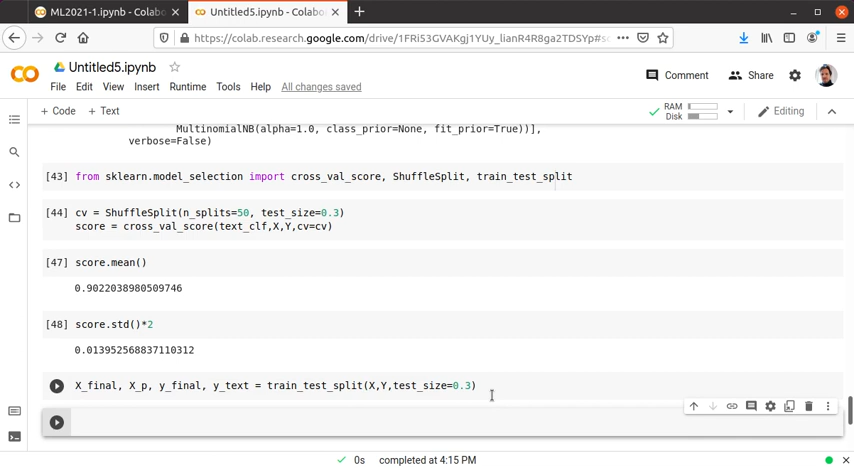 ML2021-1.ipynb - Colabo
Untitled5.ipynb - Colabo
https://colab.research.google.com/drive/1FRi53GVAKgj1YUy_lianR4R8ga2TDSYp#sc
Untitled5.ipynb
Comment
Share
File Edit View Insert Runtime Tools Help All changes saved
+ Code + Text
RAM
Disk
Editing
MultinomialNB(alpha=1.0, class_prior=None, fit_prior=True))],
verbose=False)
[43] from sklearn.model_selection import cross_val_score, ShuffleSplit, train_test_split
[44] cv = ShuffleSplit(n_splits=50, test_size=0.3)
score = cross_val_score(text_clf,X,Y,cv=cv)
[47] score.mean()
0.9022038980509746
[48] score.std()*2
0.013952568837110312
X_final, X_p, y_final, y_text = train_test_split(X,Y,test_size=0.3)
0s completed at 4:15 PM